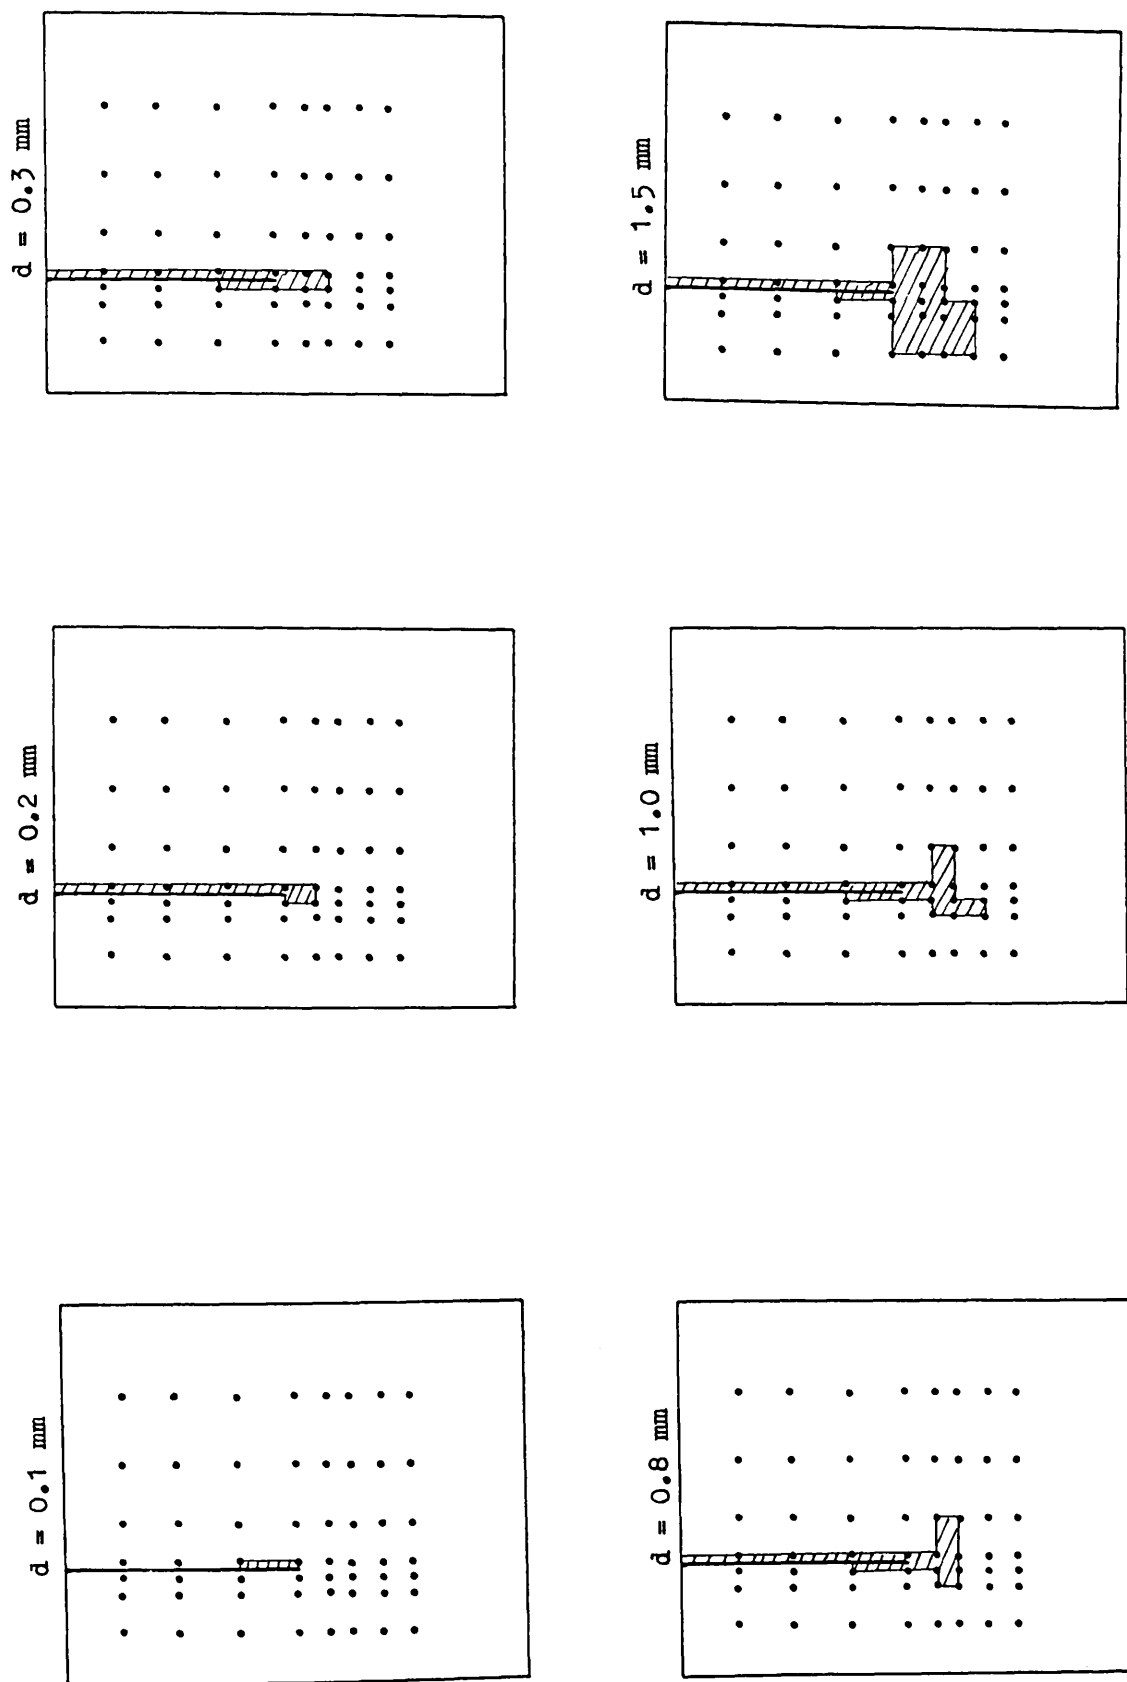 d = 0.1 mm
d = 0.2 mm
d = 0.3 mm
d = 0.8 mm
d = 1.0 mm
d = 1.5 mm